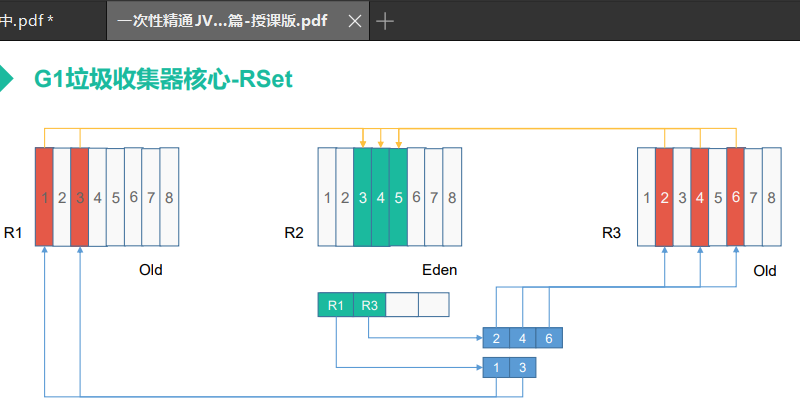 中.pdf *
一次性精通JV...篇-授课版.pdf
G1垃圾收集器核心-RSet
1 2 3 4 5 6 7 8
1 2 3 4 5 6 7 8
1 2 3 4 5 6 7 8
R1
R2
R3
Old
Eden
Old
R1 R3
2 4 6
1 3